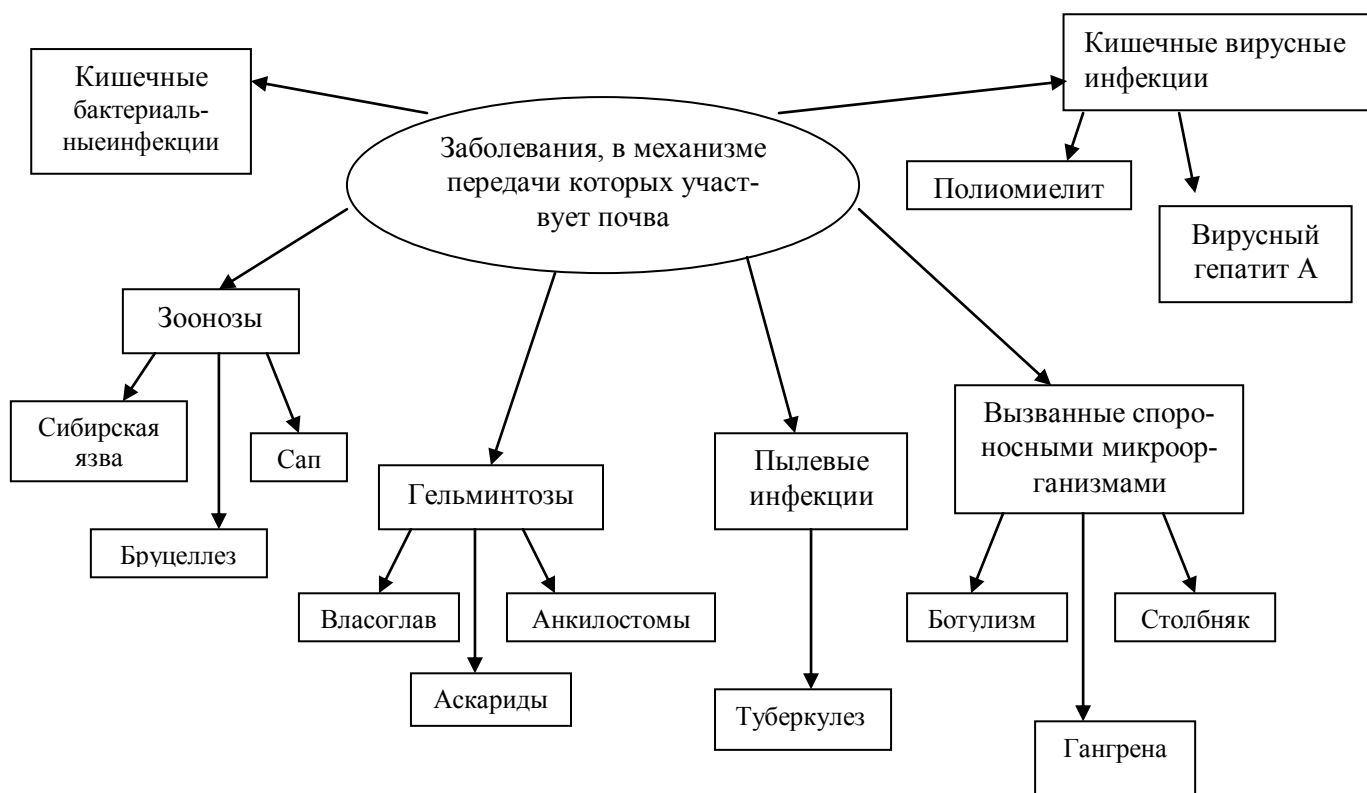 Кишечные
бактериаль-
ныеинфекции
Кишечные вирусные
инфекции
Заболевания, в механизме
передачи которых участ-
вует почва
Полиомиелит
Вирусный
гепатит А
Зоонозы
Сибирская
язва
Сап
Бруцеллез
Гельминтозы
Власоглав
Анкилостомы
Аскариды
Пылевые
инфекции
Туберкулез
Вызванные споро-
носными микроор-
ганизмами
Ботулизм
Столбняк
Гангрена